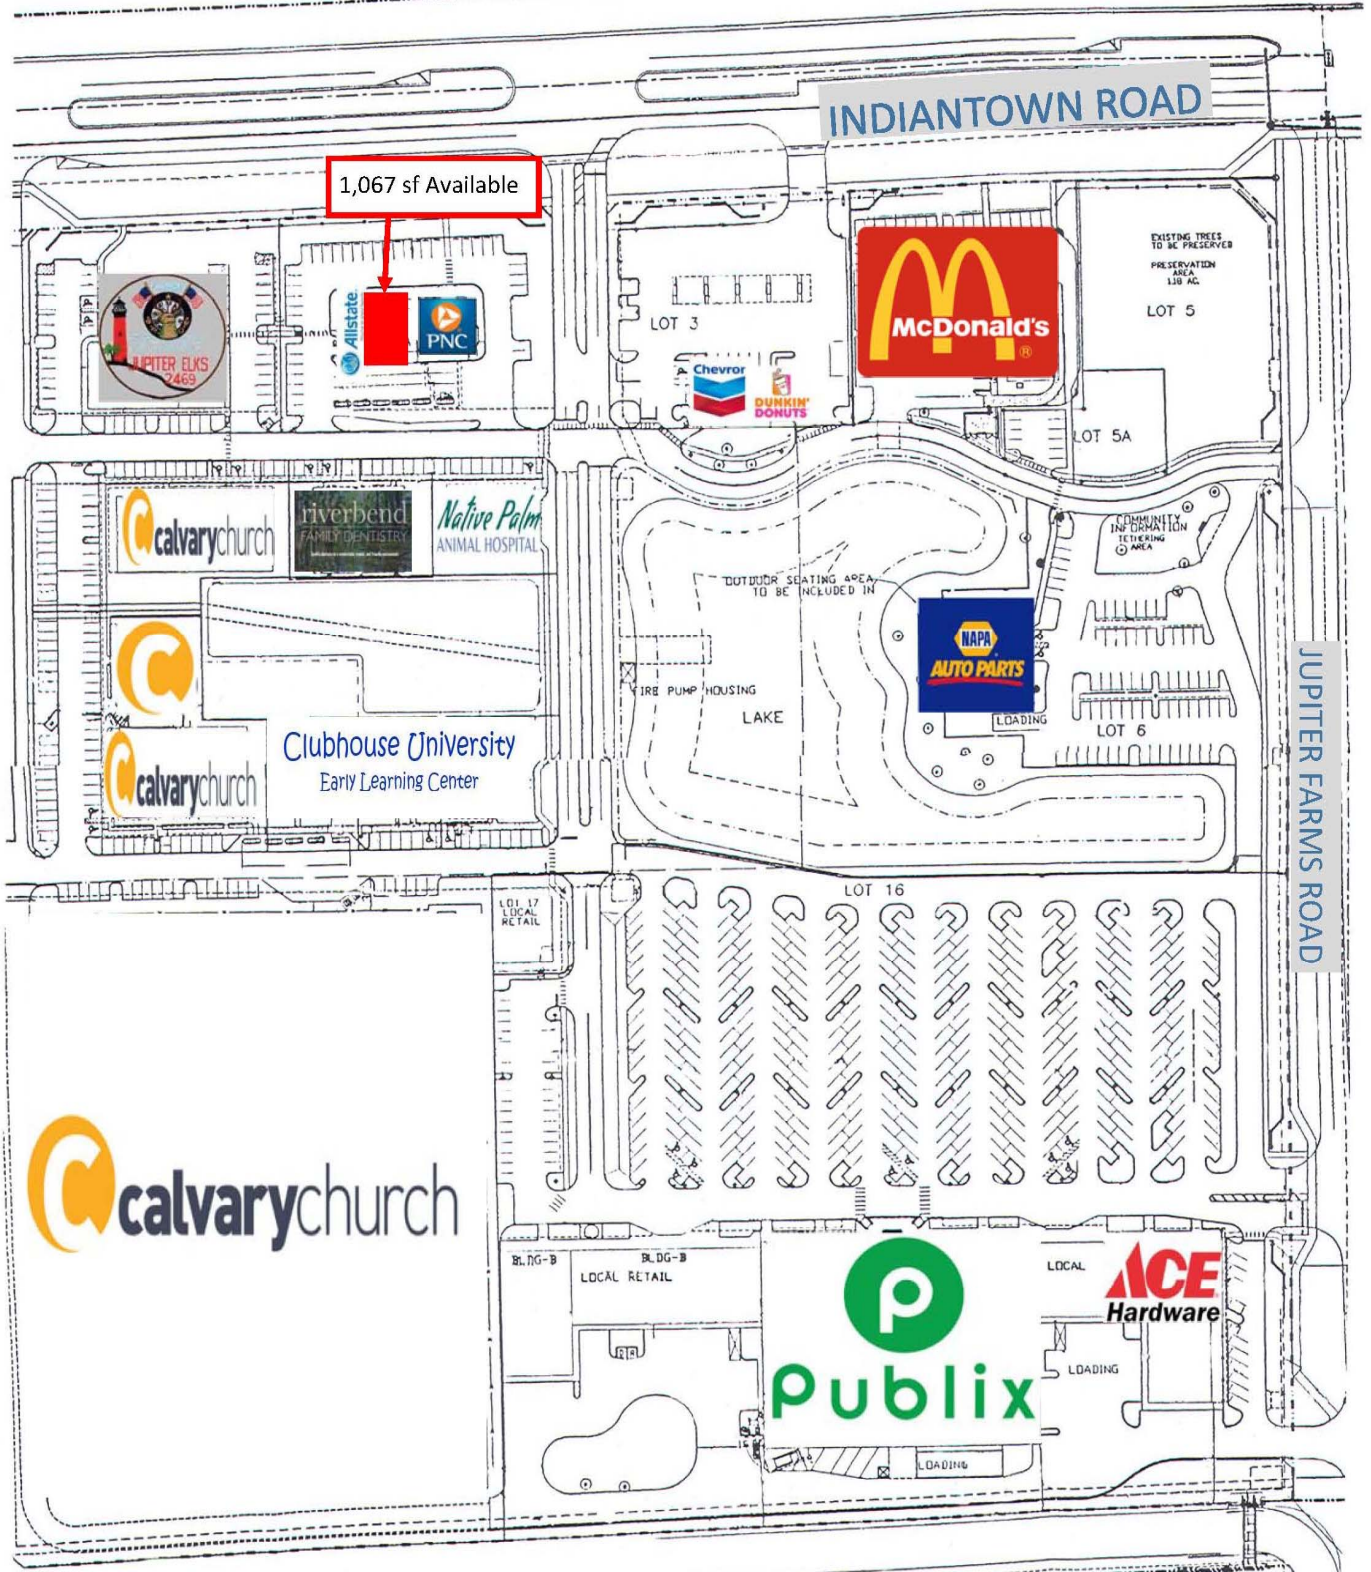 INDIANTOWN ROAD
1,067 sf Available
EXISTING TREES
TO BE PRESERVED
PRESERVATION
AREA
1.18 AC.
LOT 5
JUPITER ELKS
2469
Allstate
PNC
LOT 3
Chevron
DUNKIN'
DONUTS
McDonald's
®
LOT 5A
calvarychurch
riverbend
FAMILY DENTISTRY
Native Palm
ANIMAL HOSPITAL
COMMUNITY
INFORMATION
TETHERING
AREA
OUTDOOR SEATING AREA
TO BE INCLUDED IN
NAPA
AUTO PARTS
FIRE PUMP HOUSING
LAKE
LOADING
LOT 6
JUPITER FARMS ROAD
Clubhouse University
Early Learning Center
calvarychurch
LOT 16
LOT 17
LOCAL
RETAIL
calvarychurch
BLDG-B
BLDG-B
LOCAL RETAIL
Publix
LOCAL
ACE
Hardware
LOADING
LOADING